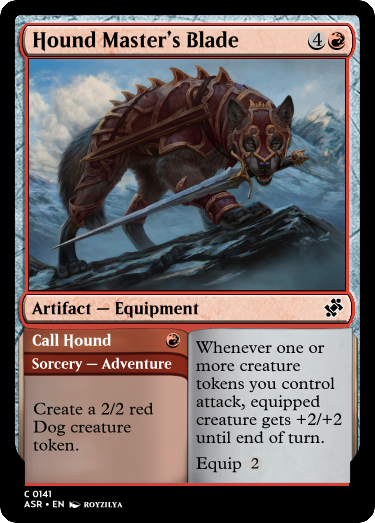 Hound Master's Blade 4
Artifact — Equipment
Call Hound
Sorcery — Adventure
Create a 2/2 red
Dog creature
token.
Whenever one or
more creature
tokens you control
attack, equipped
creature gets +2/+2
until end of turn.
Equip 2
C 0141
ASR • EN ROYZILYA